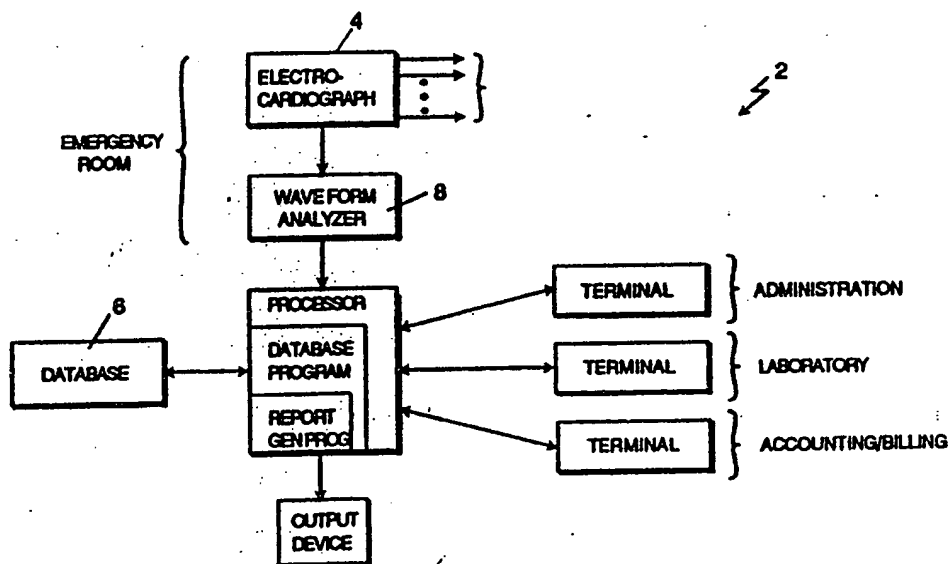 4
2
ELECTRO-
CARDIOGRAPH
EMERGENCY
ROOM
WAVE FORM
ANALYZER
8
PROCESSOR
TERMINAL
ADMINISTRATION
6
DATABASE
DATABASE
PROGRAM
TERMINAL
LABORATORY
REPORT
GEN PROG
TERMINAL
ACCOUNTING/BILLING
OUTPUT
DEVICE